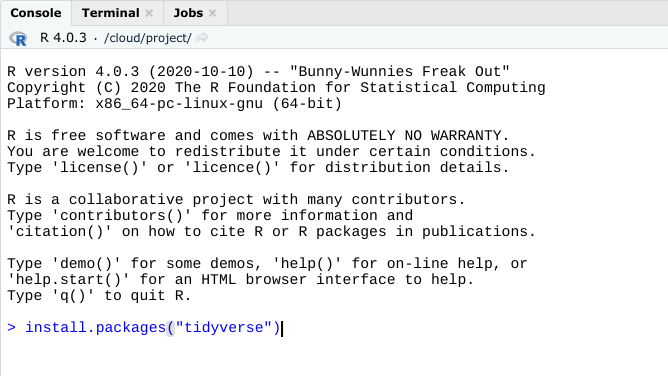 Console Terminal Jobs
R R 4.0.3 · /cloud/project/
R version 4.0.3 (2020-10-10) -- "Bunny-Wunnies Freak Out"
Copyright (C) 2020 The R Foundation for Statistical Computing
Platform: x86_64-pc-linux-gnu (64-bit)
R is free software and comes with ABSOLUTELY NO WARRANTY.
You are welcome to redistribute it under certain conditions.
Type 'license()' or 'licence()' for distribution details.
R is a collaborative project with many contributors.
Type 'contributors()' for more information and
'citation()' on how to cite R or R packages in publications.
Type 'demo()' for some demos, 'help()' for on-line help, or
'help.start()' for an HTML browser interface to help.
Type 'q()' to quit R.
> install.packages("tidyverse")